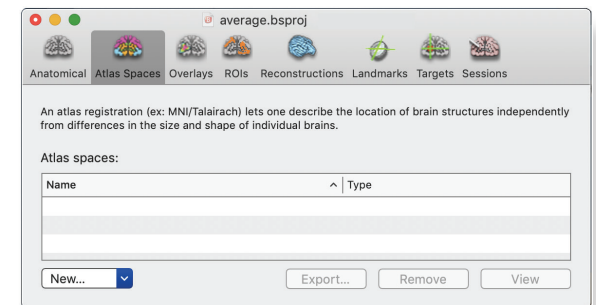 average.bsproj
Anatomical Atlas Spaces Overlays ROIs Reconstructions Landmarks Targets Sessions
An atlas registration (ex: MNI/Talairach) lets one describe the location of brain structures independently
from differences in the size and shape of individual brains.
Atlas spaces:
Name Type
New... Export... Remove View